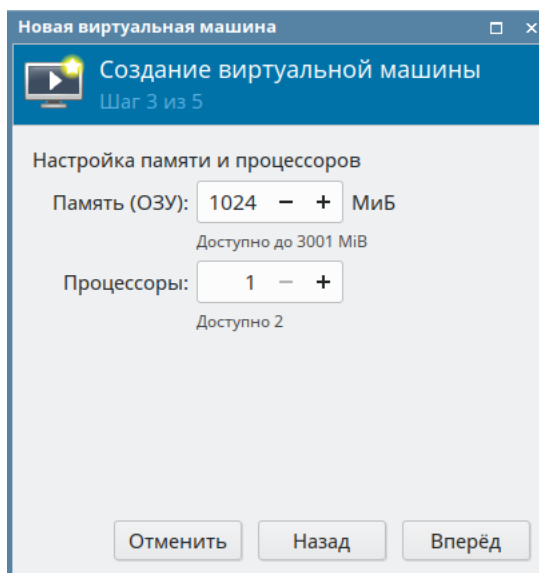 Новая виртуальная машина
Создание виртуальной машины
Шаг 3 из 5
Настройка памяти и процессоров
Память (ОЗУ): 1024 − + МиБ
Доступно до 3001 MiB
Процессоры: 1 − +
Доступно 2
Отменить Назад Вперёд